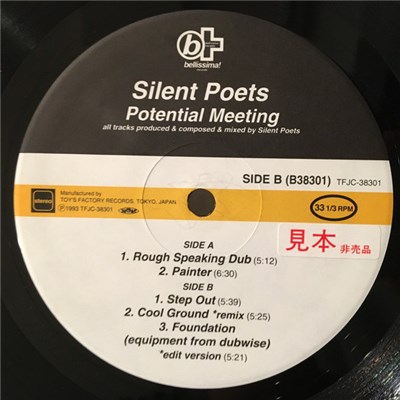 b
bellissima!
records
Silent Poets
Potential Meeting
all tracks produced & composed & mixed by Silent Poets
SIDE B (B38301) TFJC-38301
stereo
Manufactured by
TOY'S FACTORY RECORDS, TOKYO, JAPAN
Ⓟ1993 TFJC-38301
33 1/3 RPM
見本
非売品
SIDE A
1. Rough Speaking Dub (5:12)
2. Painter (6:30)
SIDE B
1. Step Out (5:39)
2. Cool Ground *remix (5:25)
3. Foundation
(equipment from dubwise)
*edit version (5:21)